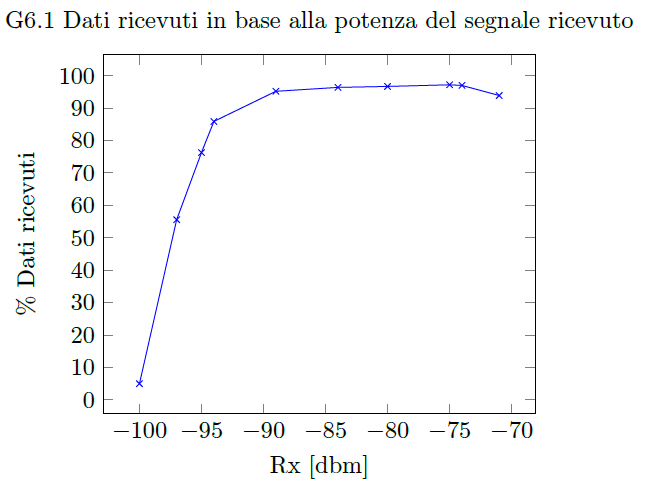 G6.1 Dati ricevuti in base alla potenza del segnale ricevuto
100
90
80
70
60
50
40
30
20
10
0
% Dati ricevuti
−100 −95 −90 −85 −80 −75 −70
Rx [dbm]